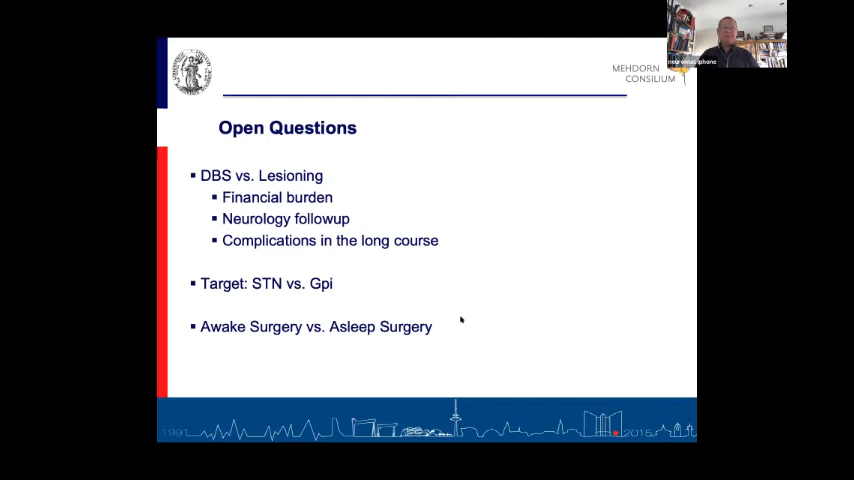 MEHDORN
CONSILIUM
Open Questions
▪ DBS vs. Lesioning
▪ Financial burden
▪ Neurology followup
▪ Complications in the long course
▪ Target: STN vs. Gpi
▪ Awake Surgery vs. Asleep Surgery
1991
2015